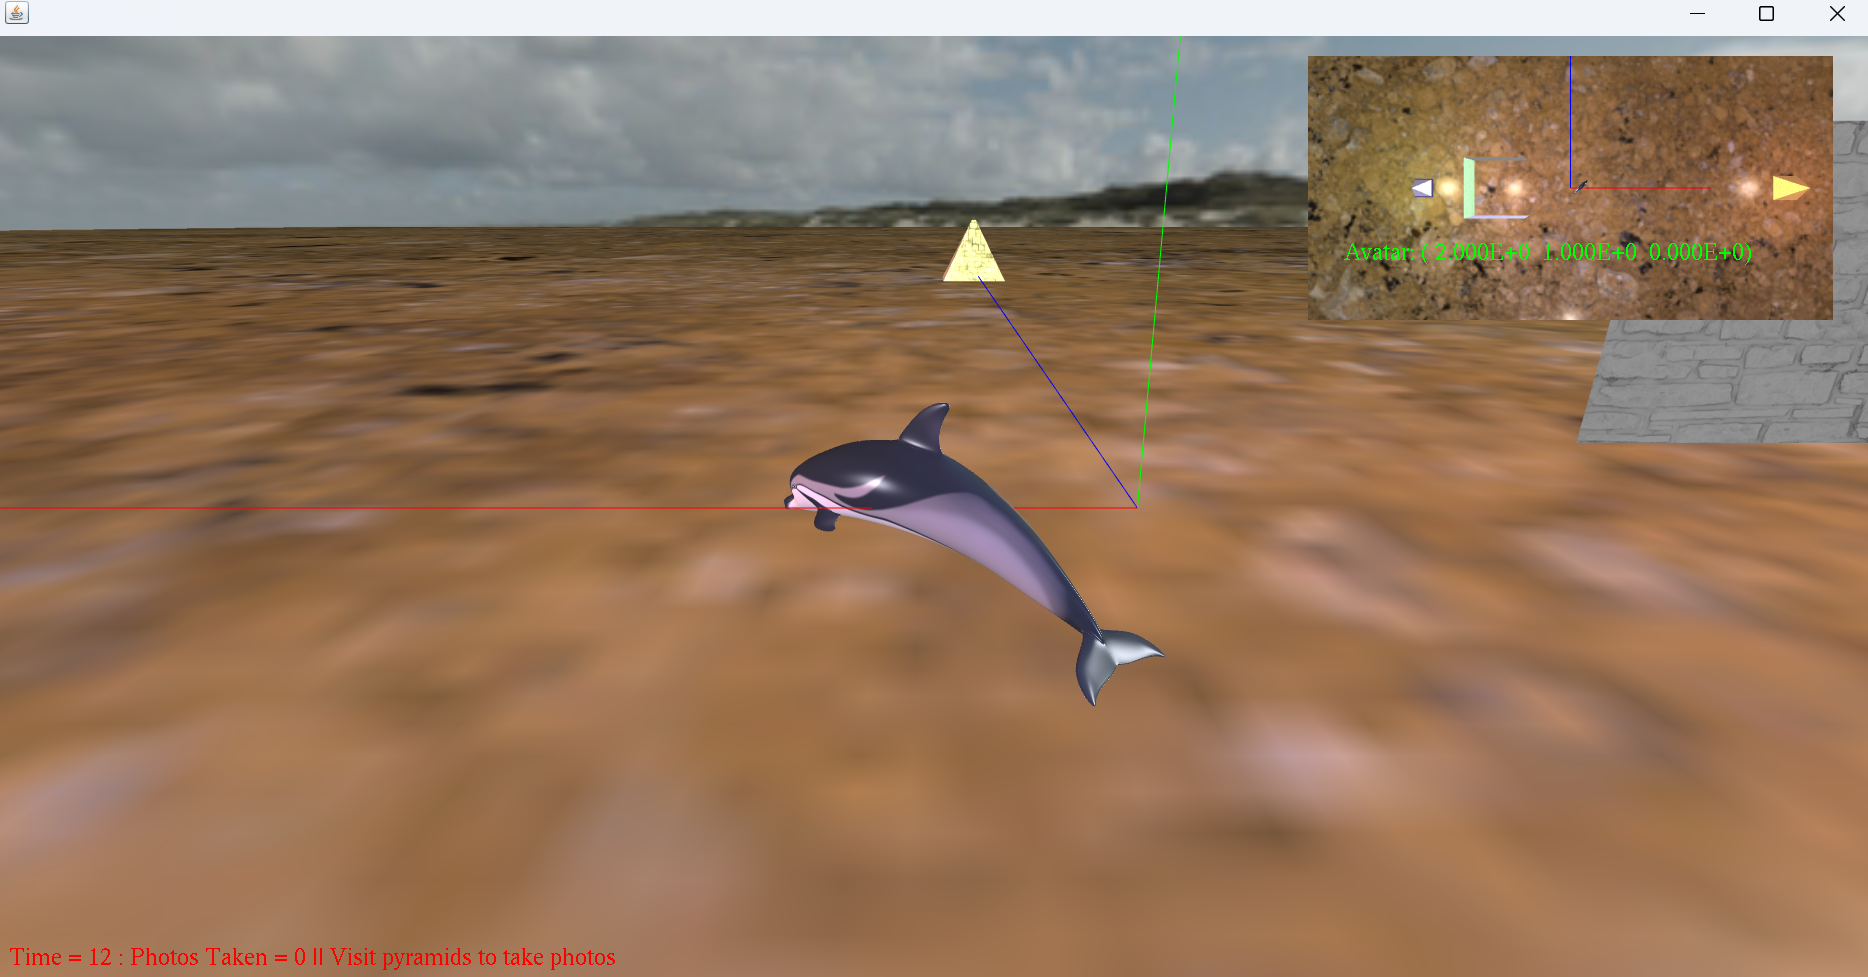 Avatar: ( 2.000E+0 1.000E+0 0.000E+0)
Time = 12 : Photos Taken = 0 || Visit pyramids to take photos